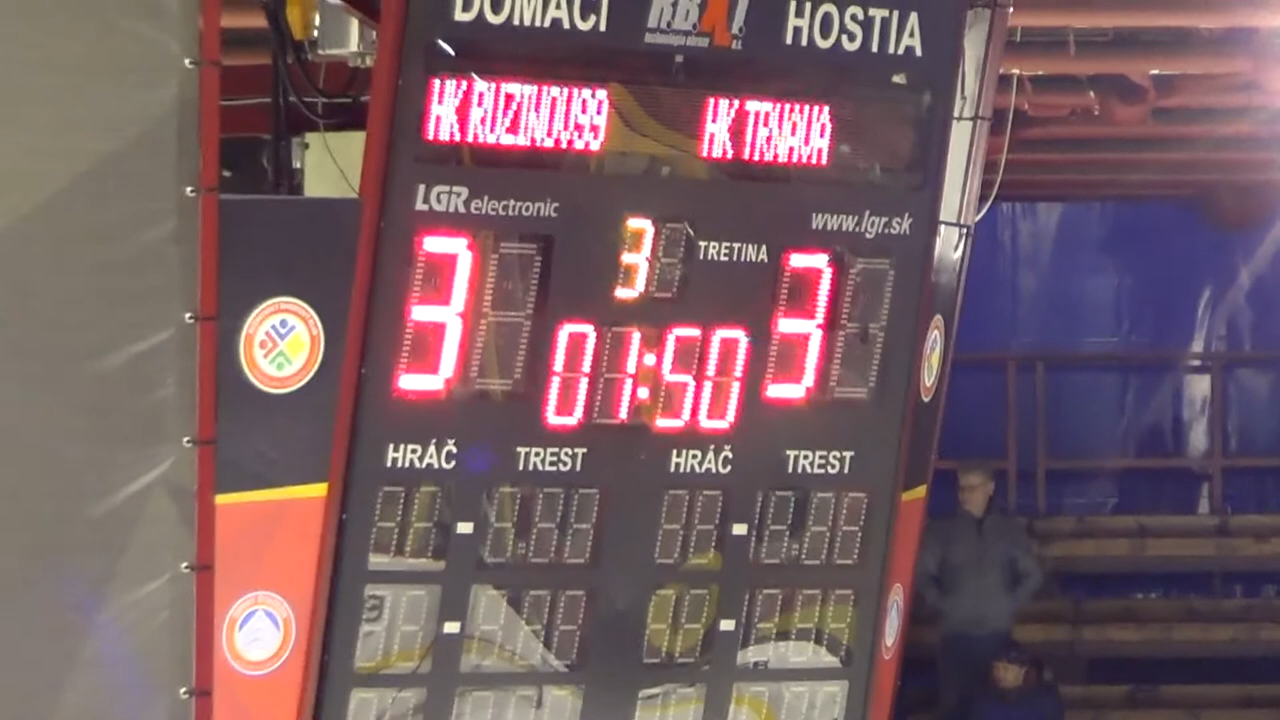 DOMÁCI HOSTIA
HK RUZINOV99 HK TRNAVA
LGR electronic www.lgr.sk
3 3 TRETINA 3
01:50
HRÁČ TREST HRÁČ TREST